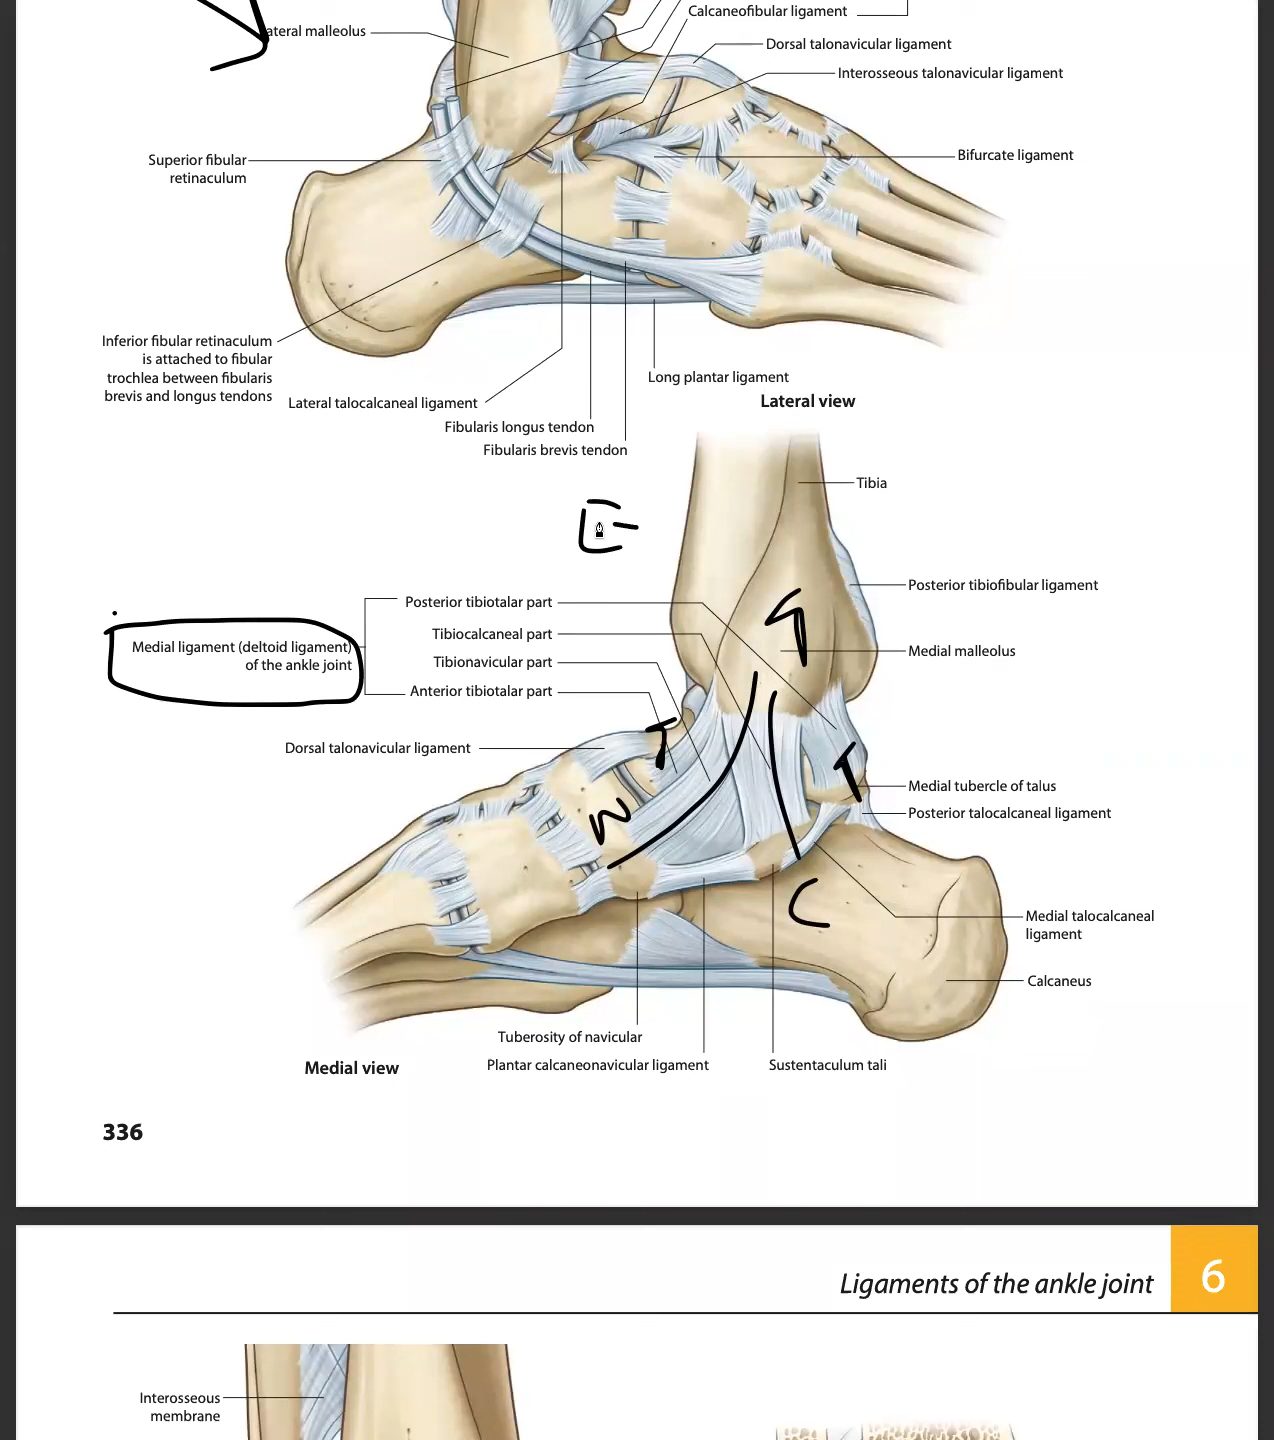 Calcaneofibular ligament
ateral malleolus
Dorsal talonavicular ligament
Interosseous talonavicular ligament
Bifurcate ligament
Superior fibular
retinaculum
Inferior fibular retinaculum
is attached to fibular
trochlea between fibularis
brevis and longus tendons
Lateral talocalcaneal ligament
Long plantar ligament
Lateral view
Fibularis longus tendon
Fibularis brevis tendon
Tibia
E
Posterior tibiofibular ligament
Posterior tibiotalar part
Tibiocalcaneal part
Medial ligament (deltoid ligament)
of the ankle joint
Medial malleolus
Tibionavicular part
Anterior tibiotalar part
T
Dorsal talonavicular ligament
T
Medial tubercle of talus
N
Posterior talocalcaneal ligament
C
Medial talocalcaneal
ligament
Calcaneus
Tuberosity of navicular
Plantar calcaneonavicular ligament
Sustentaculum tali
Medial view
336
Ligaments of the ankle joint
6
Interosseous
membrane